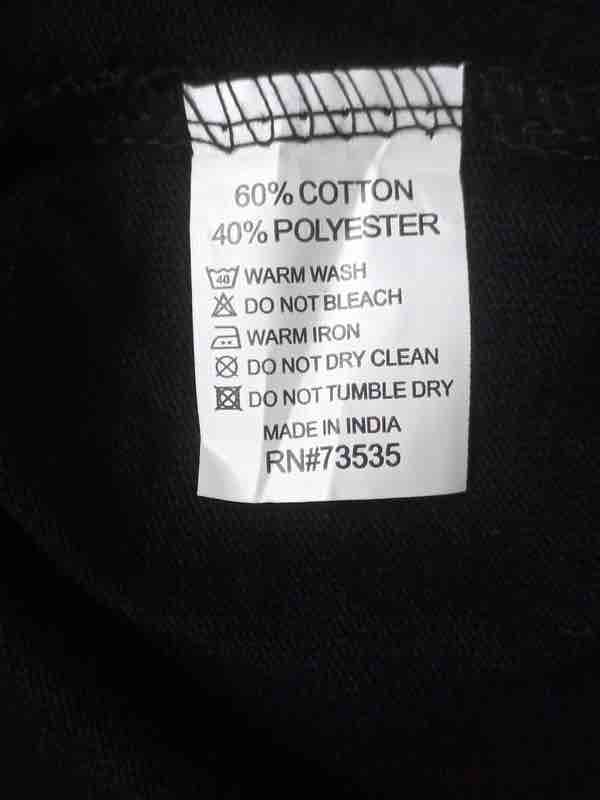 60% COTTON
40% POLYESTER
40 WARM WASH
DO NOT BLEACH
WARM IRON
DO NOT DRY CLEAN
DO NOT TUMBLE DRY
MADE IN INDIA
RN#73535